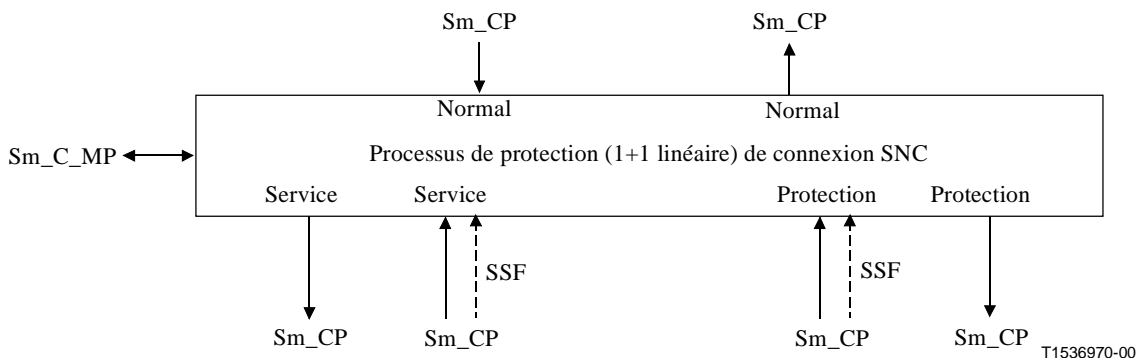 Sm_CP
Sm_CP
Normal
Normal
Sm_C_MP
Processus de protection (1+1 linéaire) de connexion SNC
Service
Service
Protection
Protection
SSF
SSF
Sm_CP
Sm_CP
Sm_CP
Sm_CP
T1536970-00